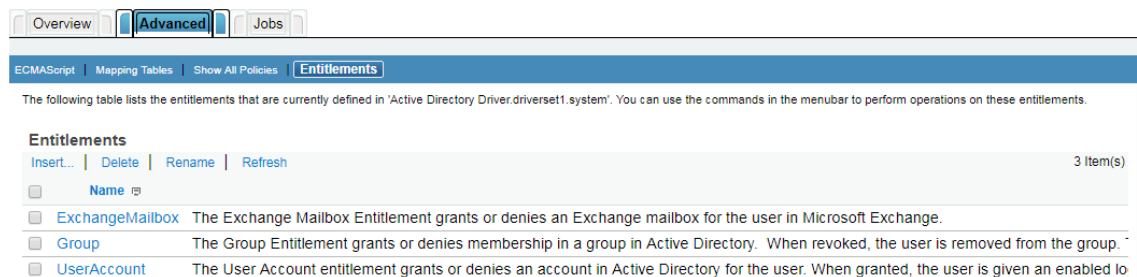 Overview Advanced Jobs
ECMAScript | Mapping Tables | Show All Policies | Entitlements
The following table lists the entitlements that are currently defined in 'Active Directory Driver.driverset1.system'. You can use the commands in the menubar to perform operations on these entitlements.
Entitlements
Insert... | Delete | Rename | Refresh 3 Item(s)
Name
ExchangeMailbox The Exchange Mailbox Entitlement grants or denies an Exchange mailbox for the user in Microsoft Exchange.
Group The Group Entitlement grants or denies membership in a group in Active Directory. When revoked, the user is removed from the group.
UserAccount The User Account entitlement grants or denies an account in Active Directory for the user. When granted, the user is given an enabled lo